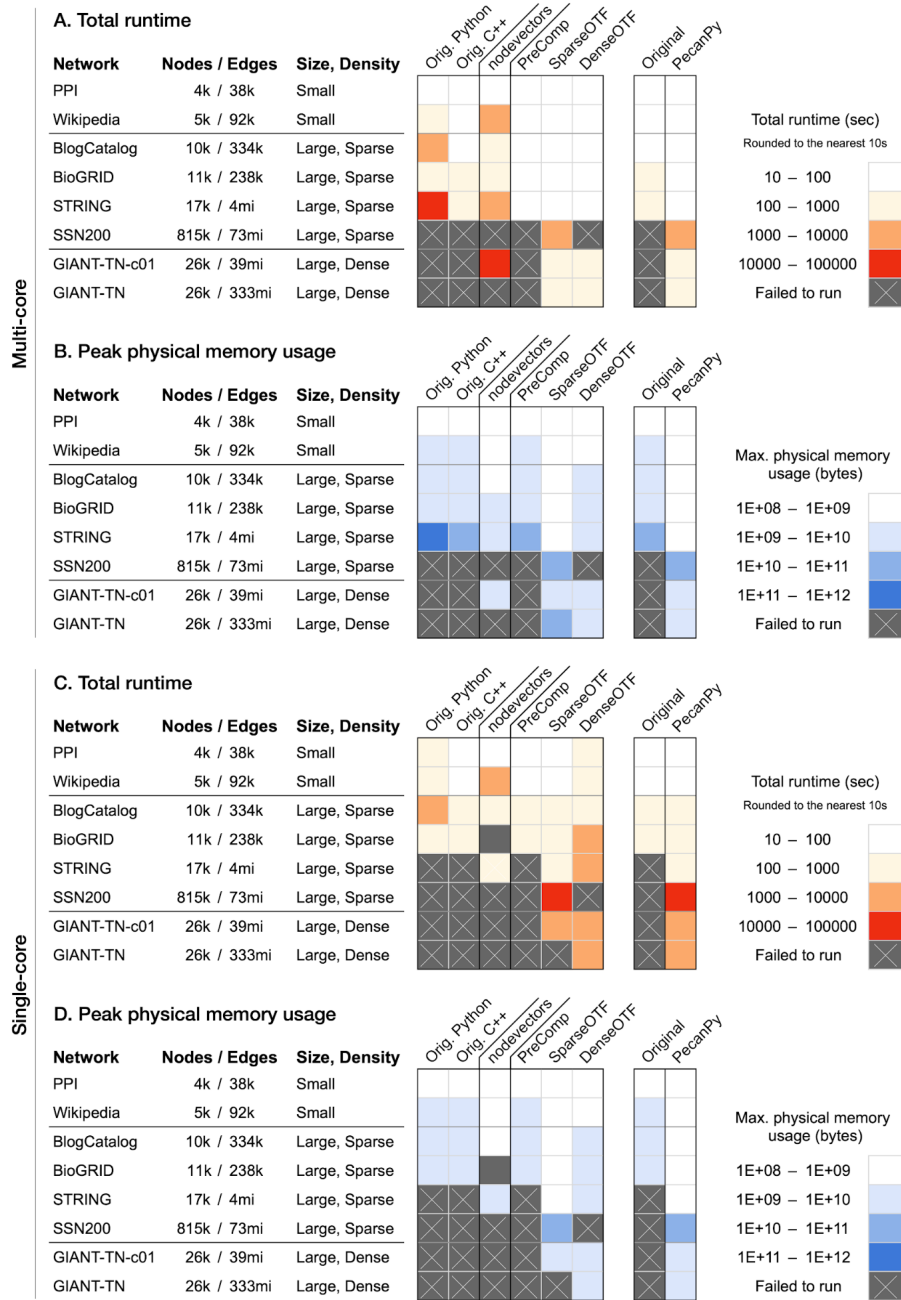 Multi-core
A. Total runtime
Orig. Python Orig. C++ nodevectors PreComp SparseOTF DenseOTF Original PecanPy
Network Nodes / Edges Size, Density
PPI 4k / 38k Small
Wikipedia 5k / 92k Small
BlogCatalog 10k / 334k Large, Sparse
BioGRID 11k / 238k Large, Sparse
STRING 17k / 4mi Large, Sparse
SSN200 815k / 73mi Large, Sparse
GIANT-TN-c01 26k / 39mi Large, Dense
GIANT-TN 26k / 333mi Large, Dense
Total runtime (sec)
Rounded to the nearest 10s
10 – 100
100 – 1000
1000 – 10000
10000 – 100000
Failed to run
B. Peak physical memory usage
Orig. Python Orig. C++ nodevectors PreComp SparseOTF DenseOTF Original PecanPy
Network Nodes / Edges Size, Density
PPI 4k / 38k Small
Wikipedia 5k / 92k Small
BlogCatalog 10k / 334k Large, Sparse
BioGRID 11k / 238k Large, Sparse
STRING 17k / 4mi Large, Sparse
SSN200 815k / 73mi Large, Sparse
GIANT-TN-c01 26k / 39mi Large, Dense
GIANT-TN 26k / 333mi Large, Dense
Max. physical memory
usage (bytes)
1E+08 – 1E+09
1E+09 – 1E+10
1E+10 – 1E+11
1E+11 – 1E+12
Failed to run
Single-core
C. Total runtime
Orig. Python Orig. C++ nodevectors PreComp SparseOTF DenseOTF Original PecanPy
Network Nodes / Edges Size, Density
PPI 4k / 38k Small
Wikipedia 5k / 92k Small
BlogCatalog 10k / 334k Large, Sparse
BioGRID 11k / 238k Large, Sparse
STRING 17k / 4mi Large, Sparse
SSN200 815k / 73mi Large, Sparse
GIANT-TN-c01 26k / 39mi Large, Dense
GIANT-TN 26k / 333mi Large, Dense
Total runtime (sec)
Rounded to the nearest 10s
10 – 100
100 – 1000
1000 – 10000
10000 – 100000
Failed to run
D. Peak physical memory usage
Orig. Python Orig. C++ nodevectors PreComp SparseOTF DenseOTF Original PecanPy
Network Nodes / Edges Size, Density
PPI 4k / 38k Small
Wikipedia 5k / 92k Small
BlogCatalog 10k / 334k Large, Sparse
BioGRID 11k / 238k Large, Sparse
STRING 17k / 4mi Large, Sparse
SSN200 815k / 73mi Large, Sparse
GIANT-TN-c01 26k / 39mi Large, Dense
GIANT-TN 26k / 333mi Large, Dense
Max. physical memory
usage (bytes)
1E+08 – 1E+09
1E+09 – 1E+10
1E+10 – 1E+11
1E+11 – 1E+12
Failed to run